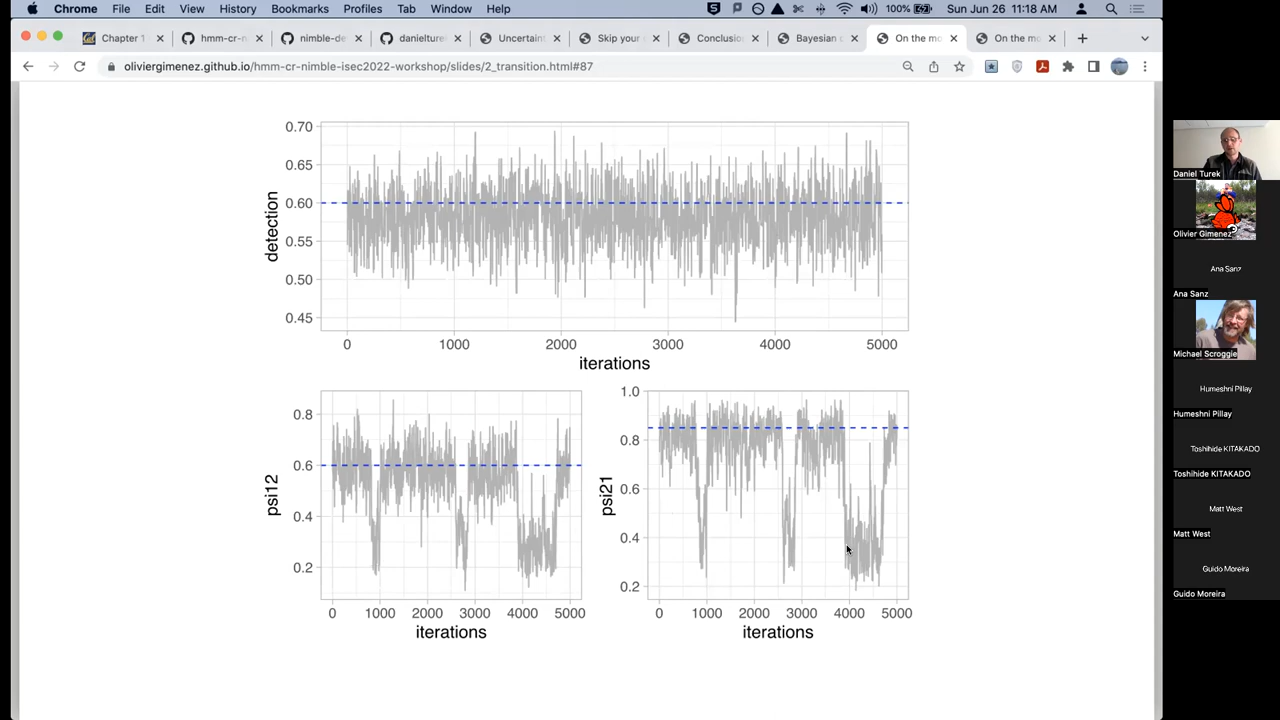 Chrome File Edit View History Bookmarks Profiles Tab Window Help 100% Sun Jun 26 11:18 AM
Chapter 1 hmm-cr-n nimble-de danielture Uncertaint Skip your Conclusion Bayesian c On the mo On the mo
oliviergimenez.github.io/hmm-cr-nimble-isec2022-workshop/slides/2_transition.html#87
0.70
0.65
0.60
0.55
0.50
0.45
detection
0 1000 2000 3000 4000 5000
iterations
0.8
0.6
0.4
0.2
psi12
0 1000 2000 3000 4000 5000
iterations
1.0
0.8
0.6
0.4
0.2
psi21
0 1000 2000 3000 4000 5000
iterations
Daniel Turek
Olivier Gimenez
Ana Sanz
Ana Sanz
Michael Scroggie
Humeshni Pillay
Humeshni Pillay
Toshihide KITAKADO
Toshihide KITAKADO
Matt West
Matt West
Guido Moreira
Guido Moreira